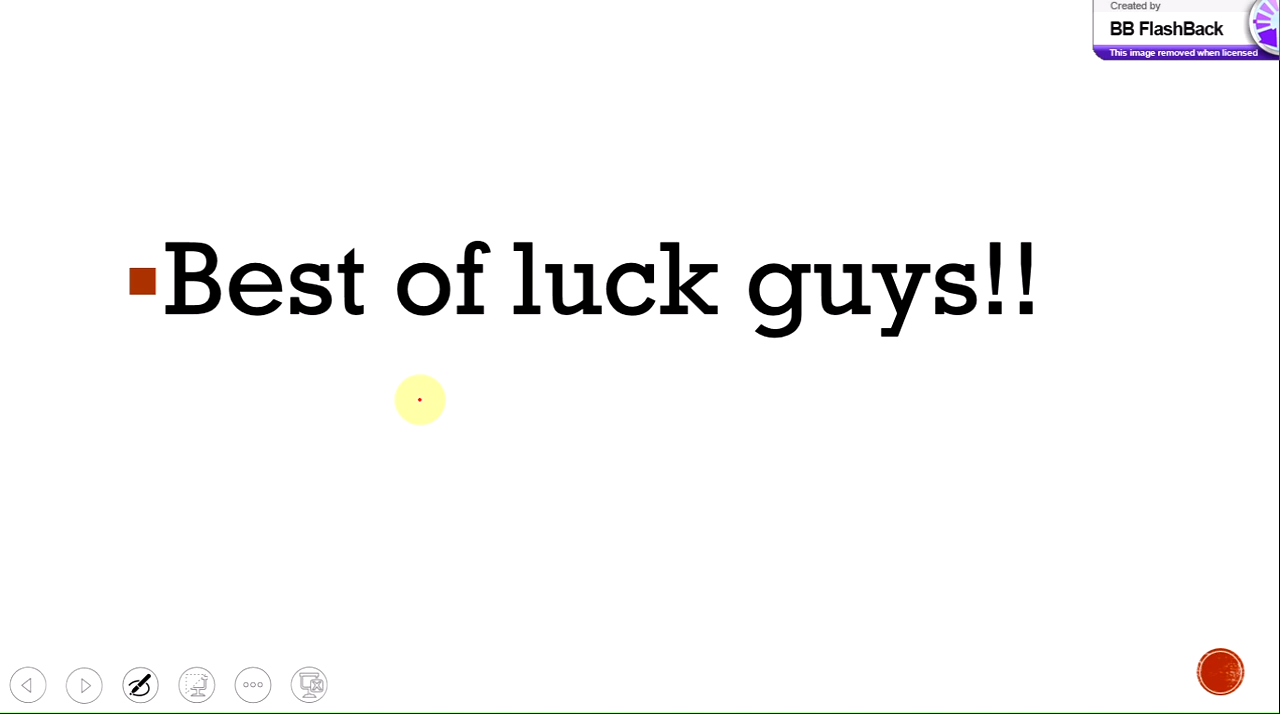 Created by
BB FlashBack
This image removed when licensed
Best of luck guys!!